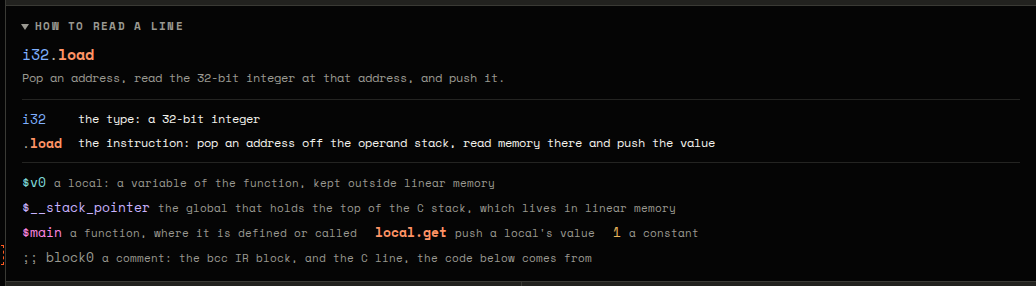 ▼ HOW TO READ A LINE
i32.load
Pop an address, read the 32-bit integer at that address, and push it.
i32 the type: a 32-bit integer
.load the instruction: pop an address off the operand stack, read memory there and push the value
$v0 a local: a variable of the function, kept outside linear memory
$__stack_pointer the global that holds the top of the C stack, which lives in linear memory
$main a function, where it is defined or called local.get push a local's value 1 a constant
;; block0 a comment: the bcc IR block, and the C line, the code below comes from